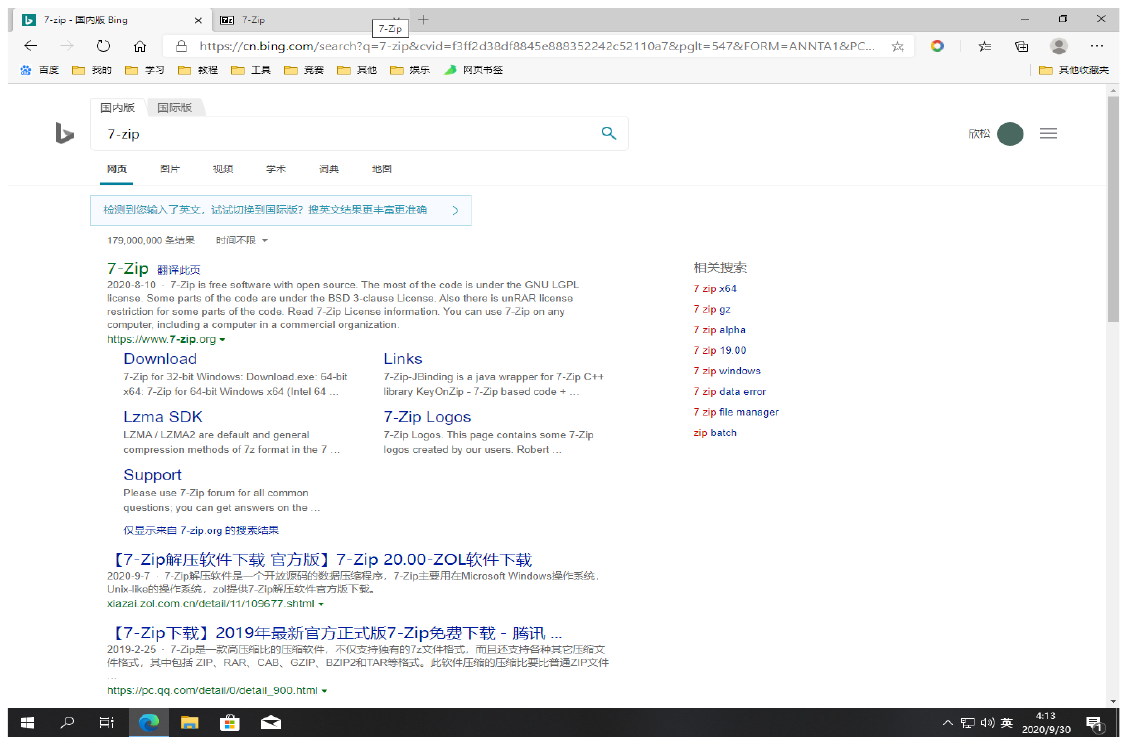 7-zip - 国内版 Bing
7-Zip
7-Zip
https://cn.bing.com/search?q=7-zip&cvid=f3ff2d38df8845e888352242c52110a7&pglt=547&FORM=ANNTA1&PC...
百度 我的 学习 教程 工具 竞赛 其他 娱乐 网页书签 其他收藏夹
国内版 国际版
7-zip
欣松
网页 图片 视频 学术 词典 地图
检测到您输入了英文，试试切换到国际版？搜英文结果更丰富更准确
179,000,000 条结果 时间不限
7-Zip 翻译此页
2020-8-10 · 7-Zip is free software with open source. The most of the code is under the GNU LGPL
license. Some parts of the code are under the BSD 3-clause License. Also there is unRAR license
restriction for some parts of the code. Read 7-Zip License information. You can use 7-Zip on any
computer, including a computer in a commercial organization.
https://www.7-zip.org
Download
7-Zip for 32-bit Windows: Download.exe: 64-bit
x64: 7-Zip for 64-bit Windows x64 (Intel 64 ...
Links
7-Zip-JBinding is a java wrapper for 7-Zip C++
library KeyOnZip - 7-Zip based code + ...
Lzma SDK
LZMA / LZMA2 are default and general
compression methods of 7z format in the 7 ...
7-Zip Logos
7-Zip Logos. This page contains some 7-Zip
logos created by our users. Robert ...
Support
Please use 7-Zip forum for all common
questions; you can get answers on the ...
仅显示来自 7-zip.org 的搜索结果
【7-Zip解压软件下载 官方版】7-Zip 20.00-ZOL软件下载
2020-9-7 · 7-Zip解压软件是一个开放源码的数据压缩程序，7-Zip主要用在Microsoft Windows操作系统，
Unix-like的操作系统，zol提供7-Zip解压软件官方版下载。
xiazai.zol.com.cn/detail/11/109677.shtml
【7-Zip下载】2019年最新官方正式版7-Zip免费下载 - 腾讯 ...
2019-2-25 · 7-Zip是一款高压缩比的压缩软件，不仅支持独有的7z文件格式，而且还支持各种其它压缩文
件格式，其中包括 ZIP、RAR、CAB、GZIP、BZIP2和TAR等格式。此软件压缩的压缩比要比普通ZIP文件
...
https://pc.qq.com/detail/0/detail_900.html
相关搜索
7 zip x64
7 zip gz
7 zip alpha
7 zip 19.00
7 zip windows
7 zip data error
7 zip file manager
zip batch
英
4:13
2020/9/30
1